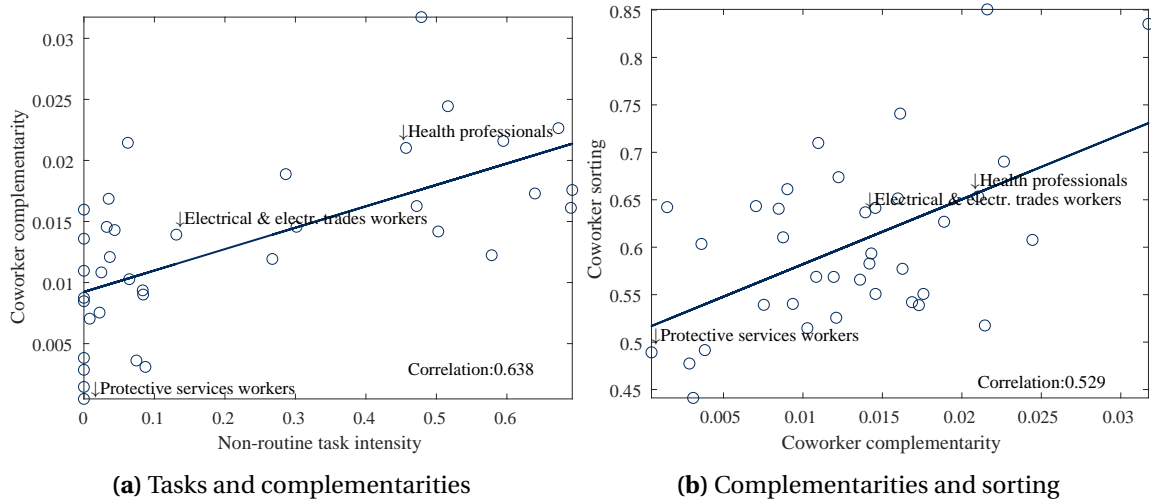 0.03
0.025
0.02
0.015
0.01
0.005
Coworker complementarity
↓Health professionals
↓Electrical & electr. trades workers
↓Protective services workers
Correlation:0.638
0 0.1 0.2 0.3 0.4 0.5 0.6
Non-routine task intensity
(a) Tasks and complementarities
0.85
0.8
0.75
0.7
0.65
0.6
0.55
0.5
0.45
Coworker sorting
↓Health professionals
↓Electrical & electr. trades workers
↓Protective services workers
Correlation:0.529
0.005 0.01 0.015 0.02 0.025 0.03
Coworker complementarity
(b) Complementarities and sorting